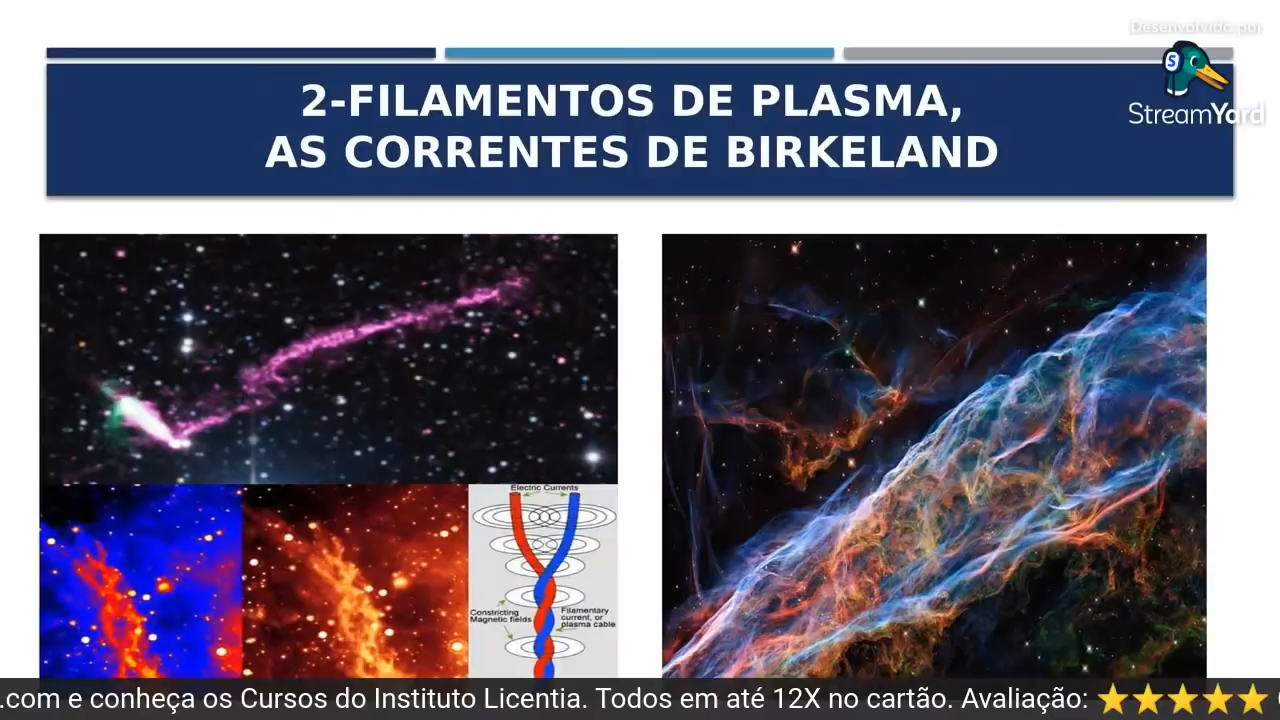 Desenvolvido por
StreamYard
2-FILAMENTOS DE PLASMA,
AS CORRENTES DE BIRKELAND
Electric Currents
Constricting
Magnetic fields
Filamentary
current, or
plasma cable
.com e conheça os Cursos do Instituto Licentia. Todos em até 12X no cartão. Avaliação: ⭐⭐⭐⭐⭐